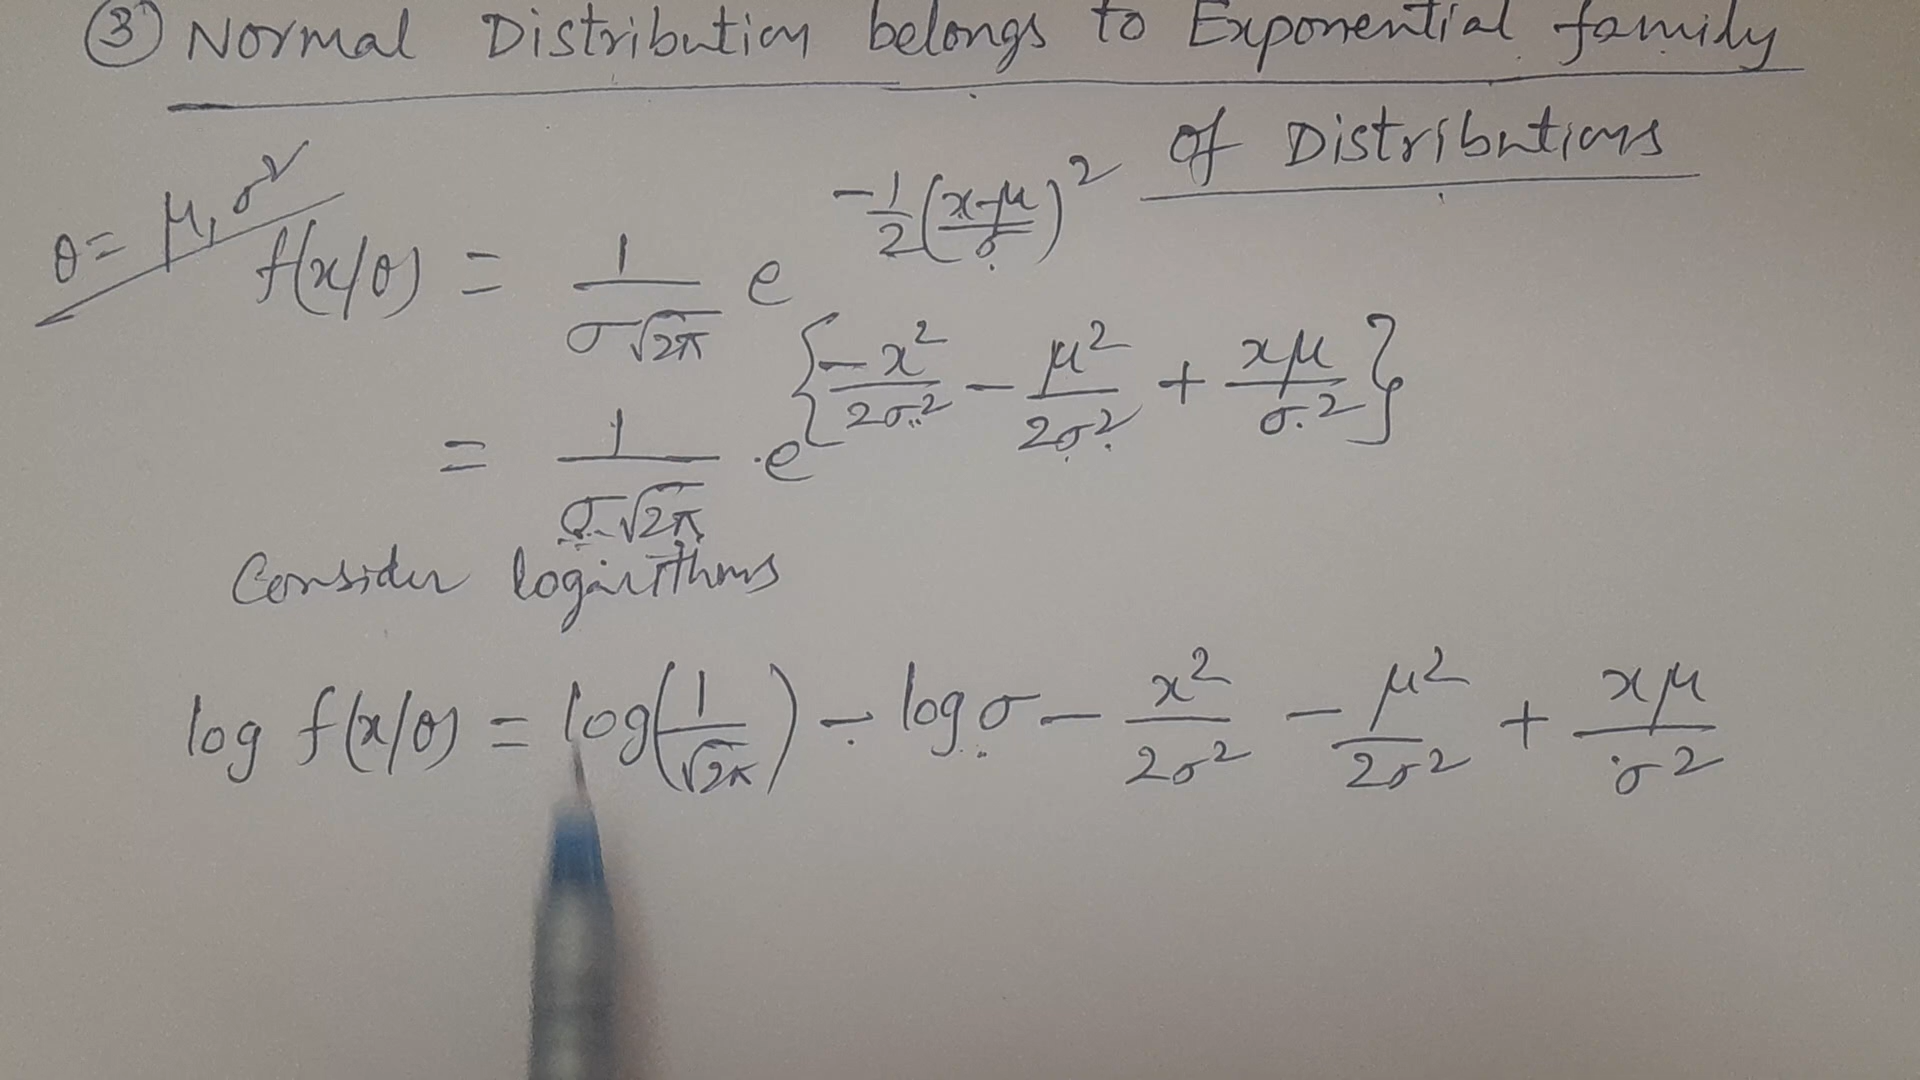 ③ Normal Distribution belongs to Exponential family
of Distributions
θ = μ, σ²
f(x/θ) = 1/(σ√2π) e^{-1/2((x-μ)/σ)²}
= 1/(σ√2π) · e^{-x²/2σ² - μ²/2σ² + xμ/σ²}
Consider logarithms
log f(x/θ) = log(1/√2π) - log σ - x²/2σ² - μ²/2σ² + xμ/σ²